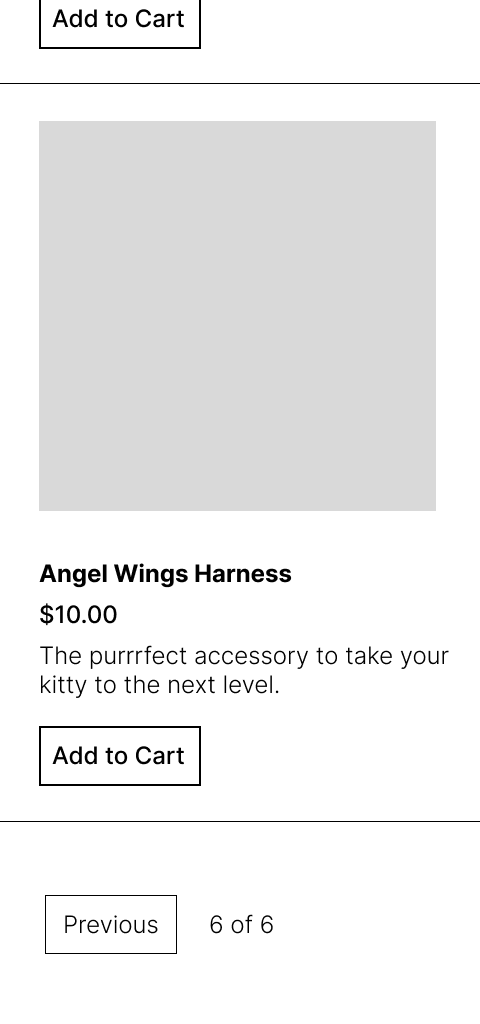 Add to Cart
Angel Wings Harness
$10.00
The purrrfect accessory to take your
kitty to the next level.
Add to Cart
Previous 6 of 6